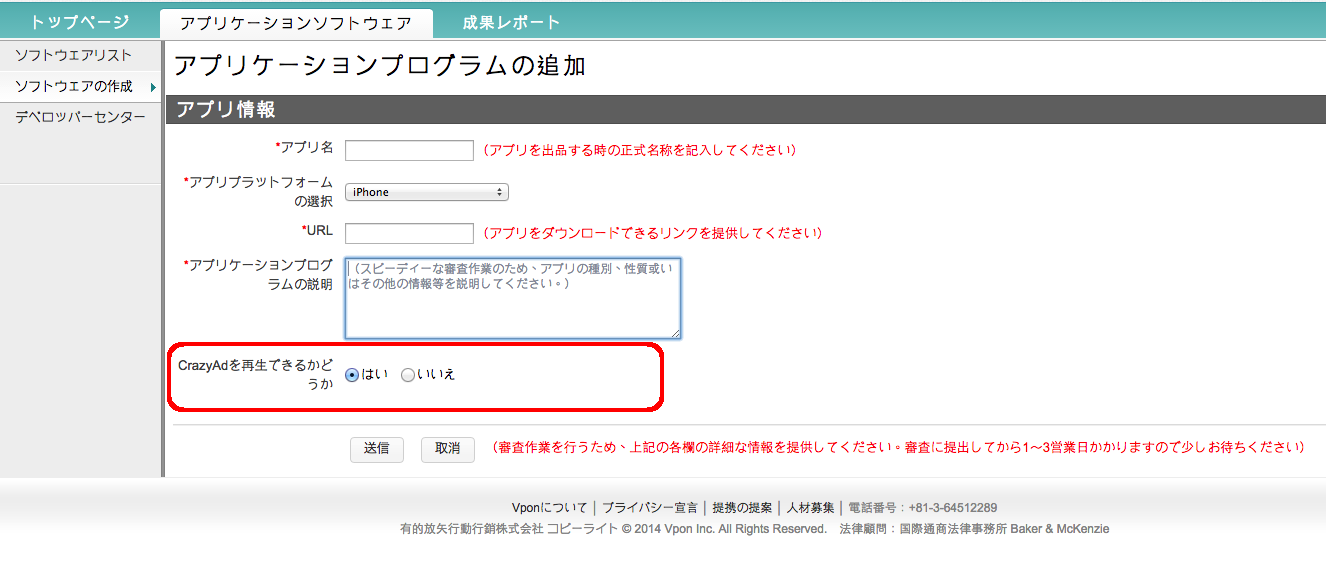 トップページ アプリケーションソフトウェア 成果レポート
ソフトウェアリスト
ソフトウェアの作成
デベロッパーセンター
アプリケーションプログラムの追加
アプリ情報
*アプリ名 （アプリを出品する時の正式名称を記入してください）
*アプリプラットフォーム
の選択
iPhone
*URL （アプリをダウンロードできるリンクを提供してください）
*アプリケーションプログ
ラムの説明
（スピーディーな審査作業のため、アプリの種別、性質或い
はその他の情報等を説明してください。）
CrazyAdを再生できるかど
うか
はい いいえ
送信 取消 （審査作業を行うため、上記の各欄の詳細な情報を提供してください。審査に提出してから1〜3営業日かかりますので少しお待ちください）
Vponについて | プライバシー宣言 | 提携の提案 | 人材募集 | 電話番号：+81-3-64512289
有的放矢行動行銷株式会社 コピーライト © 2014 Vpon Inc. All Rights Reserved. 法律顧問：国際通商法律事務所 Baker & McKenzie